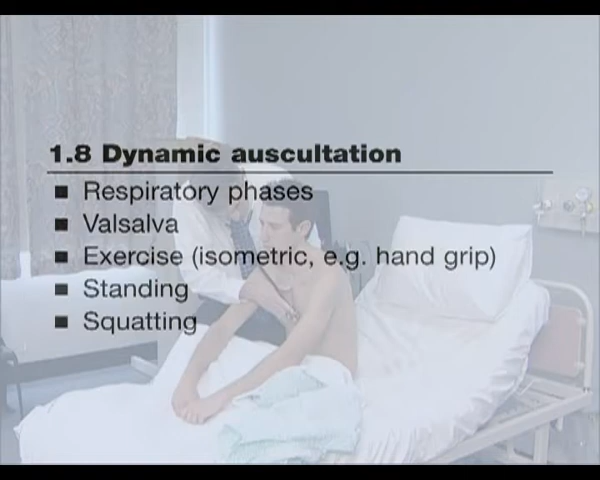 1.8 Dynamic auscultation
■ Respiratory phases
■ Valsalva
■ Exercise (isometric, e.g. hand grip)
■ Standing
■ Squatting